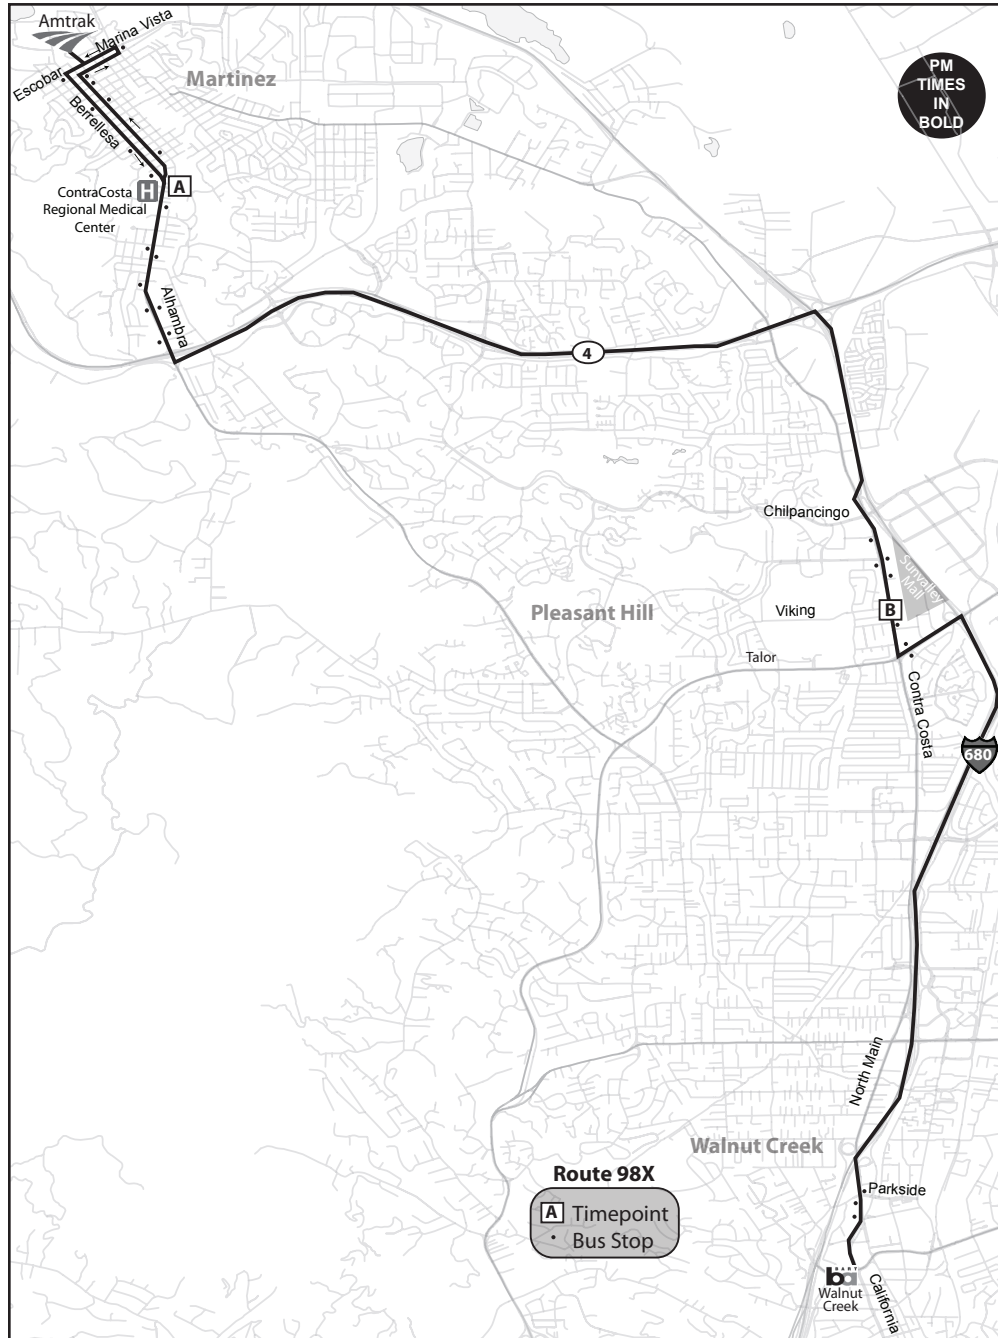 Amtrak
Marina Vista
Escobar
Berrellesa
Martinez
PM
TIMES
IN
BOLD
ContraCosta
Regional Medical
Center
H
A
Alhambra
4
Chilpancingo
Sunvalley
Mall
Pleasant Hill
Viking
B
Talor
Contra Costa
680
North Main
Walnut Creek
Route 98X
A Timepoint
Bus Stop
Parkside
BART
ba
Walnut
Creek
California